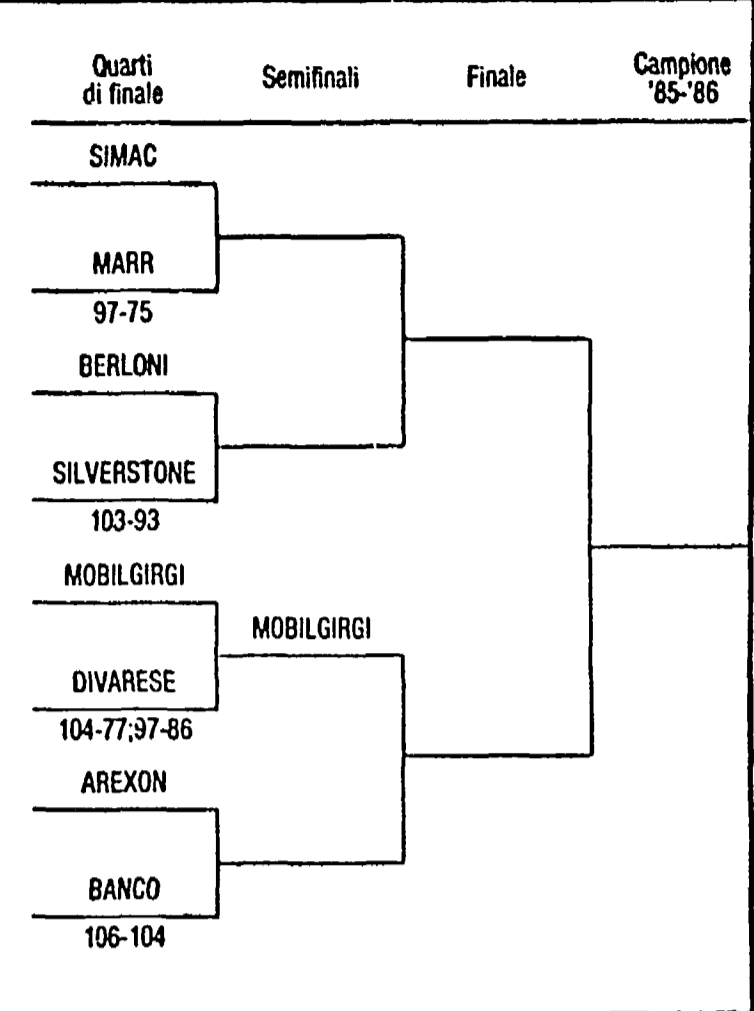 Quarti
di finale
Semifinali
Finale
Campione
'85-'86
SIMAC
MARR
97-75
BERLONI
SILVERSTONE
103-93
MOBILGIRGI
MOBILGIRGI
DIVARESE
104-77;97-86
AREXON
BANCO
106-104